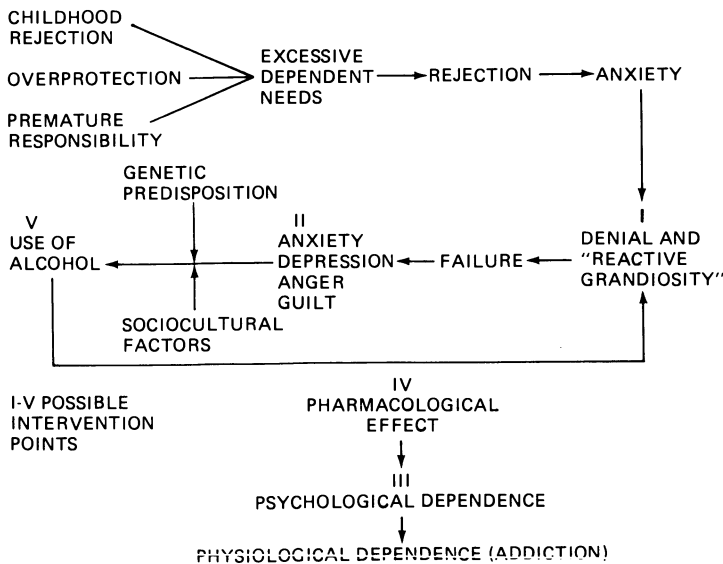 CHILDHOOD
REJECTION
OVERPROTECTION
PREMATURE
RESPONSIBILITY
EXCESSIVE
DEPENDENT
NEEDS
REJECTION
ANXIETY
GENETIC
PREDISPOSITION
V
USE OF
ALCOHOL
II
ANXIETY
DEPRESSION
ANGER
GUILT
FAILURE
I
DENIAL AND
“REACTIVE
GRANDIOSITY”
SOCIOCULTURAL
FACTORS
I-V POSSIBLE
INTERVENTION
POINTS
IV
PHARMACOLOGICAL
EFFECT
III
PSYCHOLOGICAL DEPENDENCE
PHYSIOLOGICAL DEPENDENCE (ADDICTION)